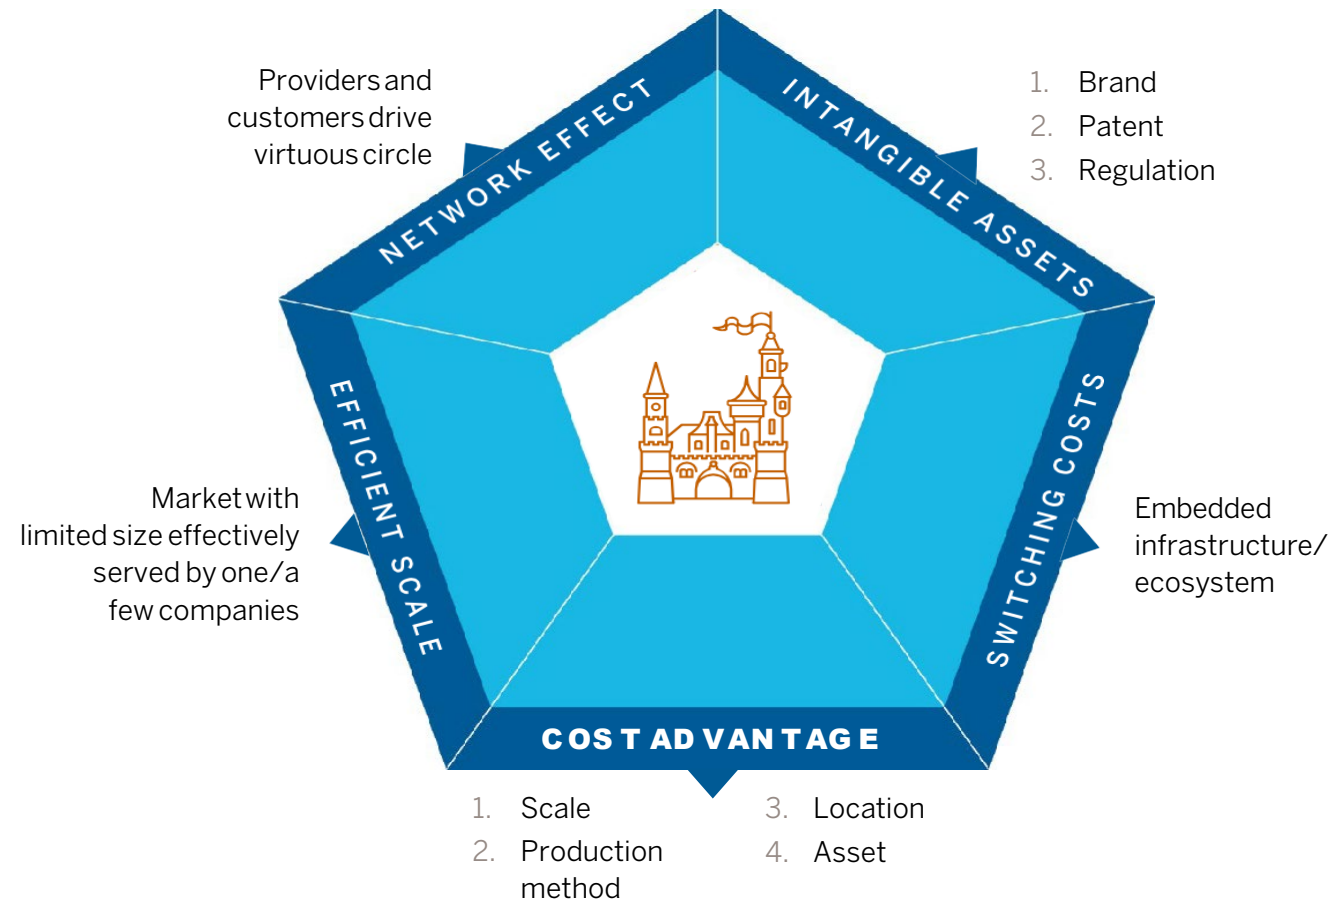 Providers and
customers drive
virtuous circle
NETWORK EFFECT
INTANGIBLE ASSETS
1. Brand
2. Patent
3. Regulation
EFFICIENT SCALE
Market with
limited size effectively
served by one/a
few companies
SWITCHING COSTS
Embedded
infrastructure/
ecosystem
COST ADVANTAGE
1. Scale
2. Production
method
3. Location
4. Asset